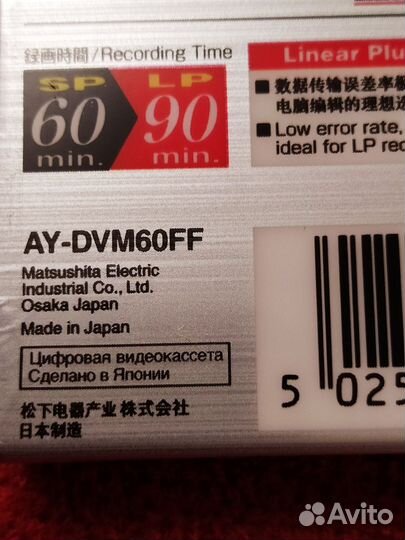 録画時間/Recording Time
SP LP
60 90
min. min.
Linear Plu
■ 数据传输误差率
电脑编辑的理想
■ Low error rate,
ideal for LP rec
AY-DVM60FF
Matsushita Electric
Industrial Co., Ltd.
Osaka Japan
Made in Japan
Цифровая видеокассета
Сделано в Японии
松下电器产业 株式会社
日本制造
5 025
Avito